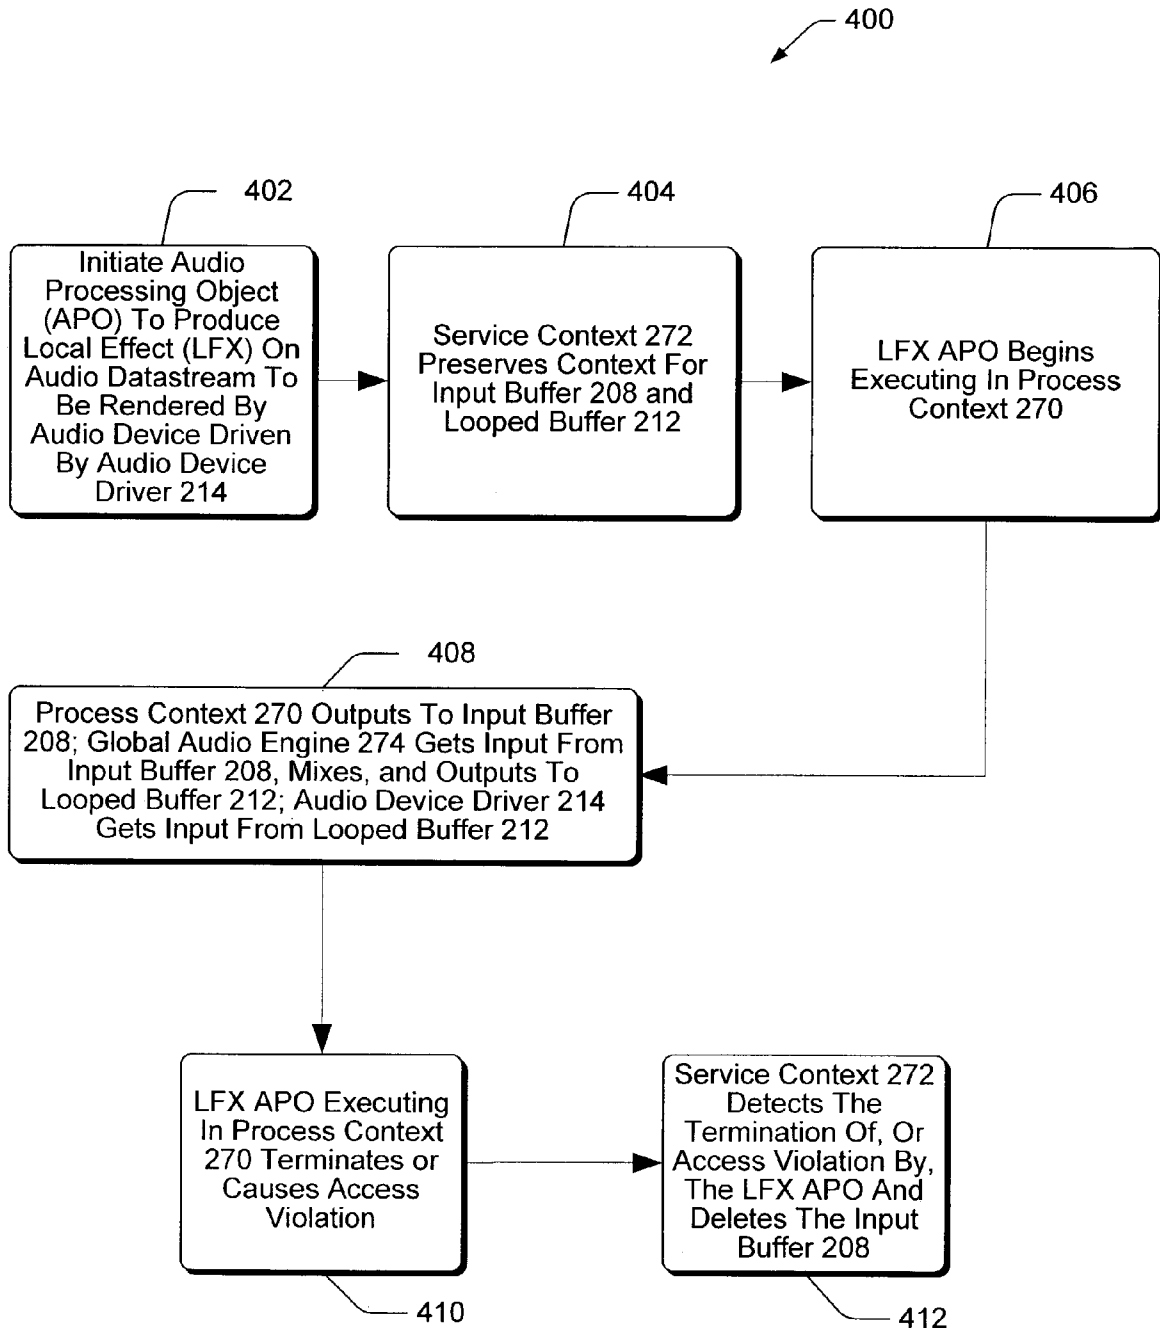 400
402
Initiate Audio
Processing Object
(APO) To Produce
Local Effect (LFX) On
Audio Datastream To
Be Rendered By
Audio Device Driven
By Audio Device
Driver 214
404
Service Context 272
Preserves Context For
Input Buffer 208 and
Looped Buffer 212
406
LFX APO Begins
Executing In Process
Context 270
408
Process Context 270 Outputs To Input Buffer
208; Global Audio Engine 274 Gets Input From
Input Buffer 208, Mixes, and Outputs To
Looped Buffer 212; Audio Device Driver 214
Gets Input From Looped Buffer 212
LFX APO Executing
In Process Context
270 Terminates or
Causes Access
Violation
410
Service Context 272
Detects The
Termination Of, Or
Access Violation By,
The LFX APO And
Deletes The Input
Buffer 208
412